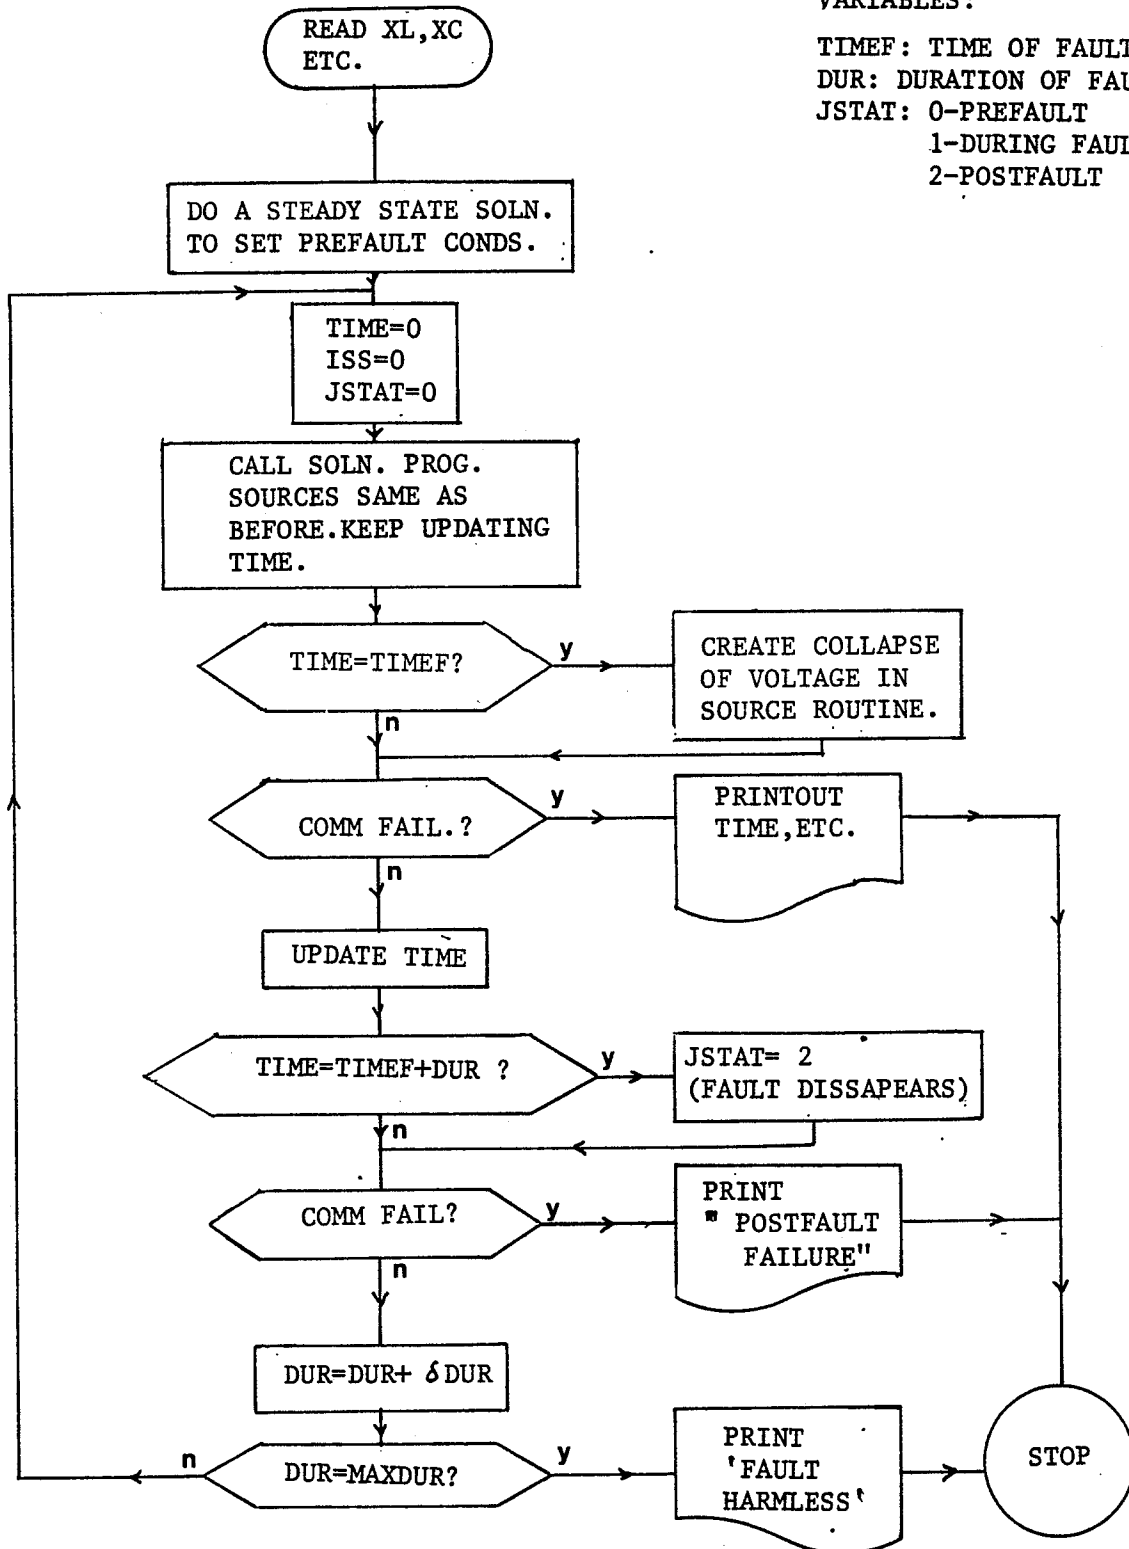 READ XL,XC
ETC.
VARIABLES:
TIMEF: TIME OF FAULT
DUR: DURATION OF
JSTAT: 0-PREFAULT
1-DURING
2-POSTFAULT
DO A STEADY STATE SOLN.
TO SET PREFAULT CONDS.
TIME=0
ISS=0
JSTAT=0
CALL SOLN. PROG.
SOURCES SAME AS
BEFORE.KEEP UPDATING
TIME.
TIME=TIMEF?
y
n
CREATE COLLAPSE
OF VOLTAGE IN
SOURCE ROUTINE.
COMM FAIL.?
y
n
PRINTOUT
TIME,ETC.
UPDATE TIME
TIME=TIMEF+DUR ?
y
n
JSTAT= 2
(FAULT DISSAPEARS)
COMM FAIL?
y
n
PRINT
" POSTFAULT
FAILURE"
DUR=DUR+ δDUR
n
DUR=MAXDUR?
y
PRINT
'FAULT
HARMLESS'
STOP